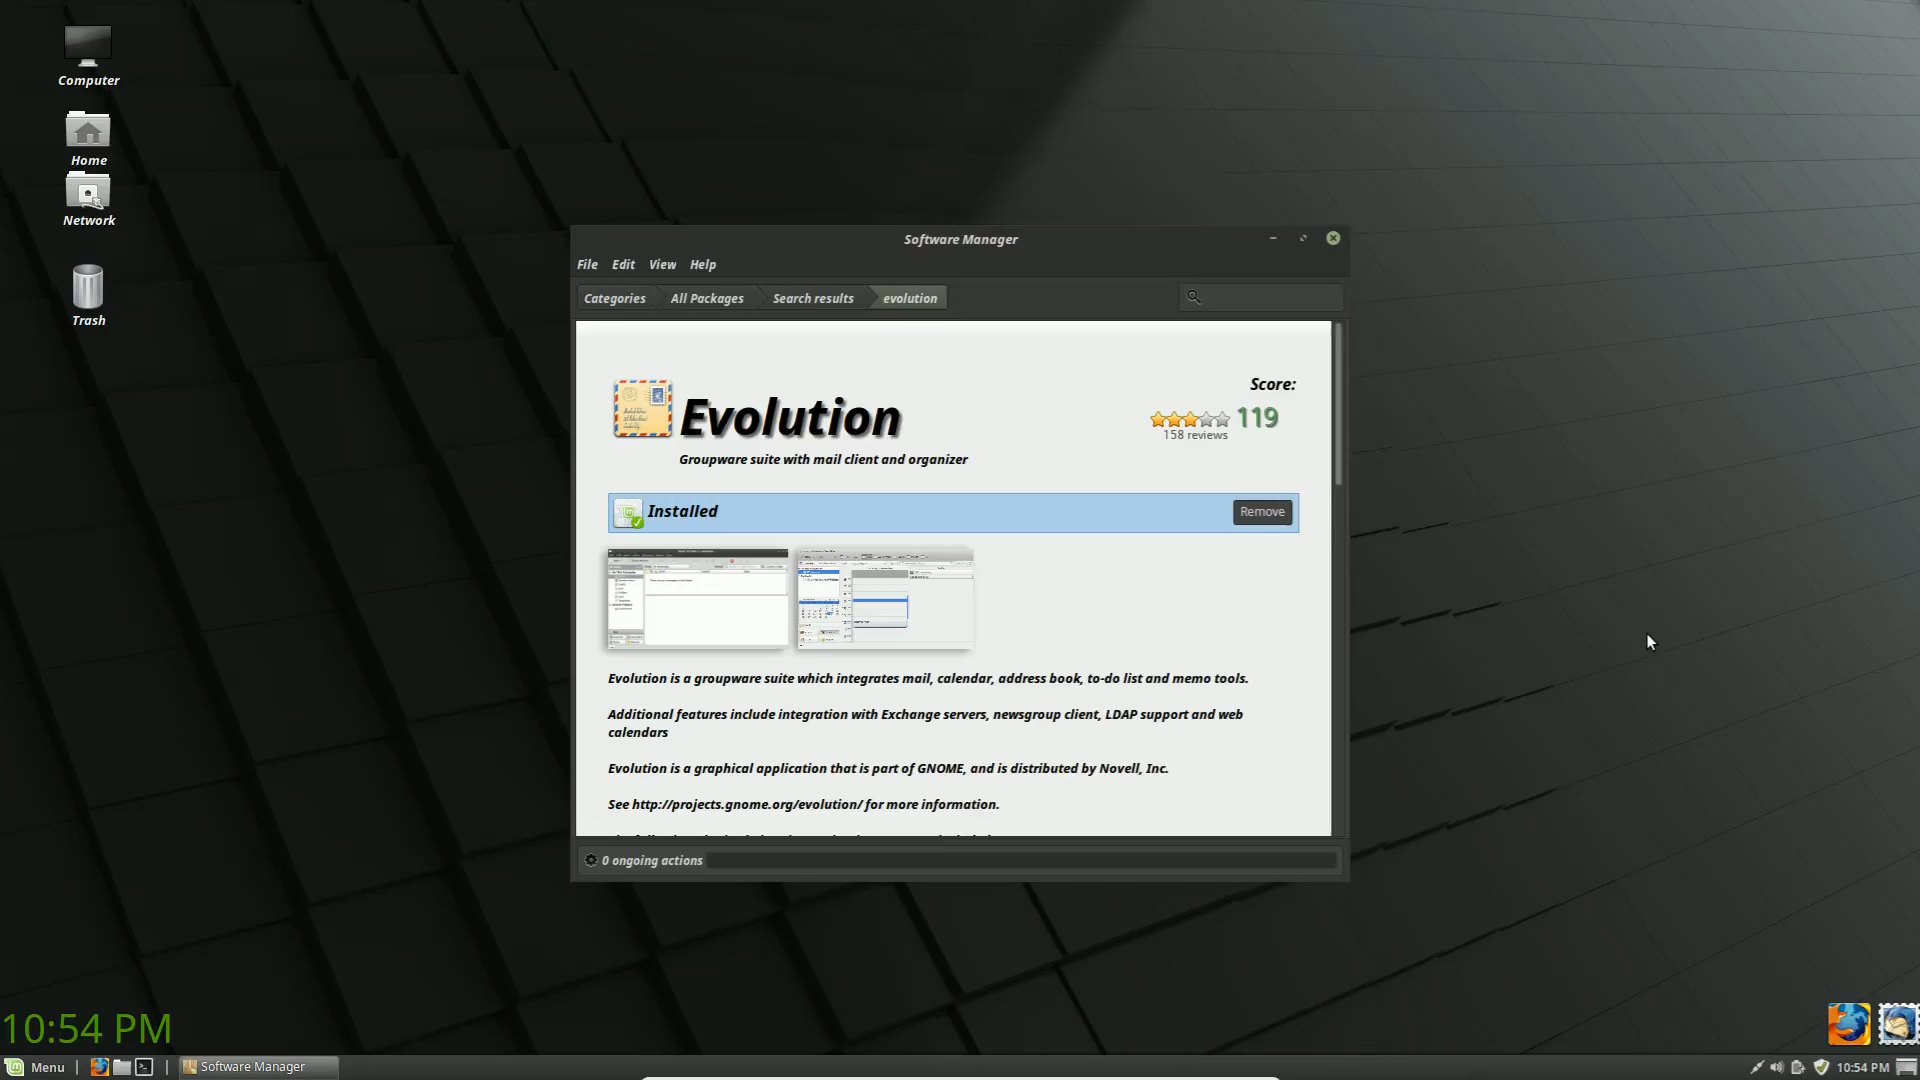 Computer
Home
Network
Trash
Software Manager
File Edit View Help
Categories All Packages Search results evolution
Score:
Evolution
119
158 reviews
Groupware suite with mail client and organizer
Installed
Remove
Evolution is a groupware suite which integrates mail, calendar, address book, to-do list and memo tools.
Additional features include integration with Exchange servers, newsgroup client, LDAP support and web
calendars
Evolution is a graphical application that is part of GNOME, and is distributed by Novell, Inc.
See http://projects.gnome.org/evolution/ for more information.
0 ongoing actions
10:54 PM
Menu
Software Manager
10:54 PM